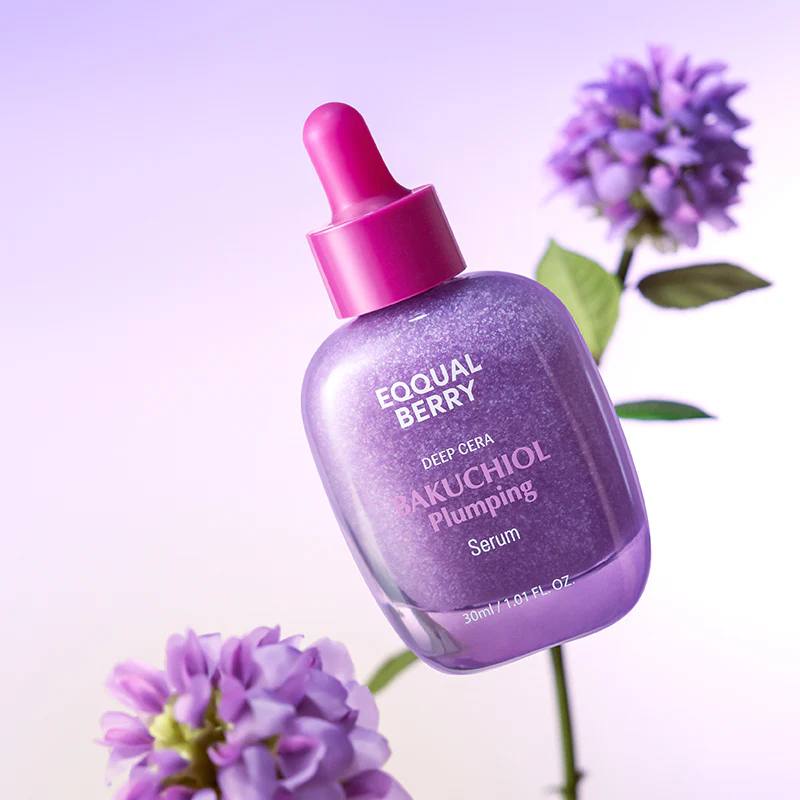 EQQUAL
BERRY
DEEP CERA
BAKUCHIOL
Plumping
Serum
30ml / 1.01 FL. OZ.